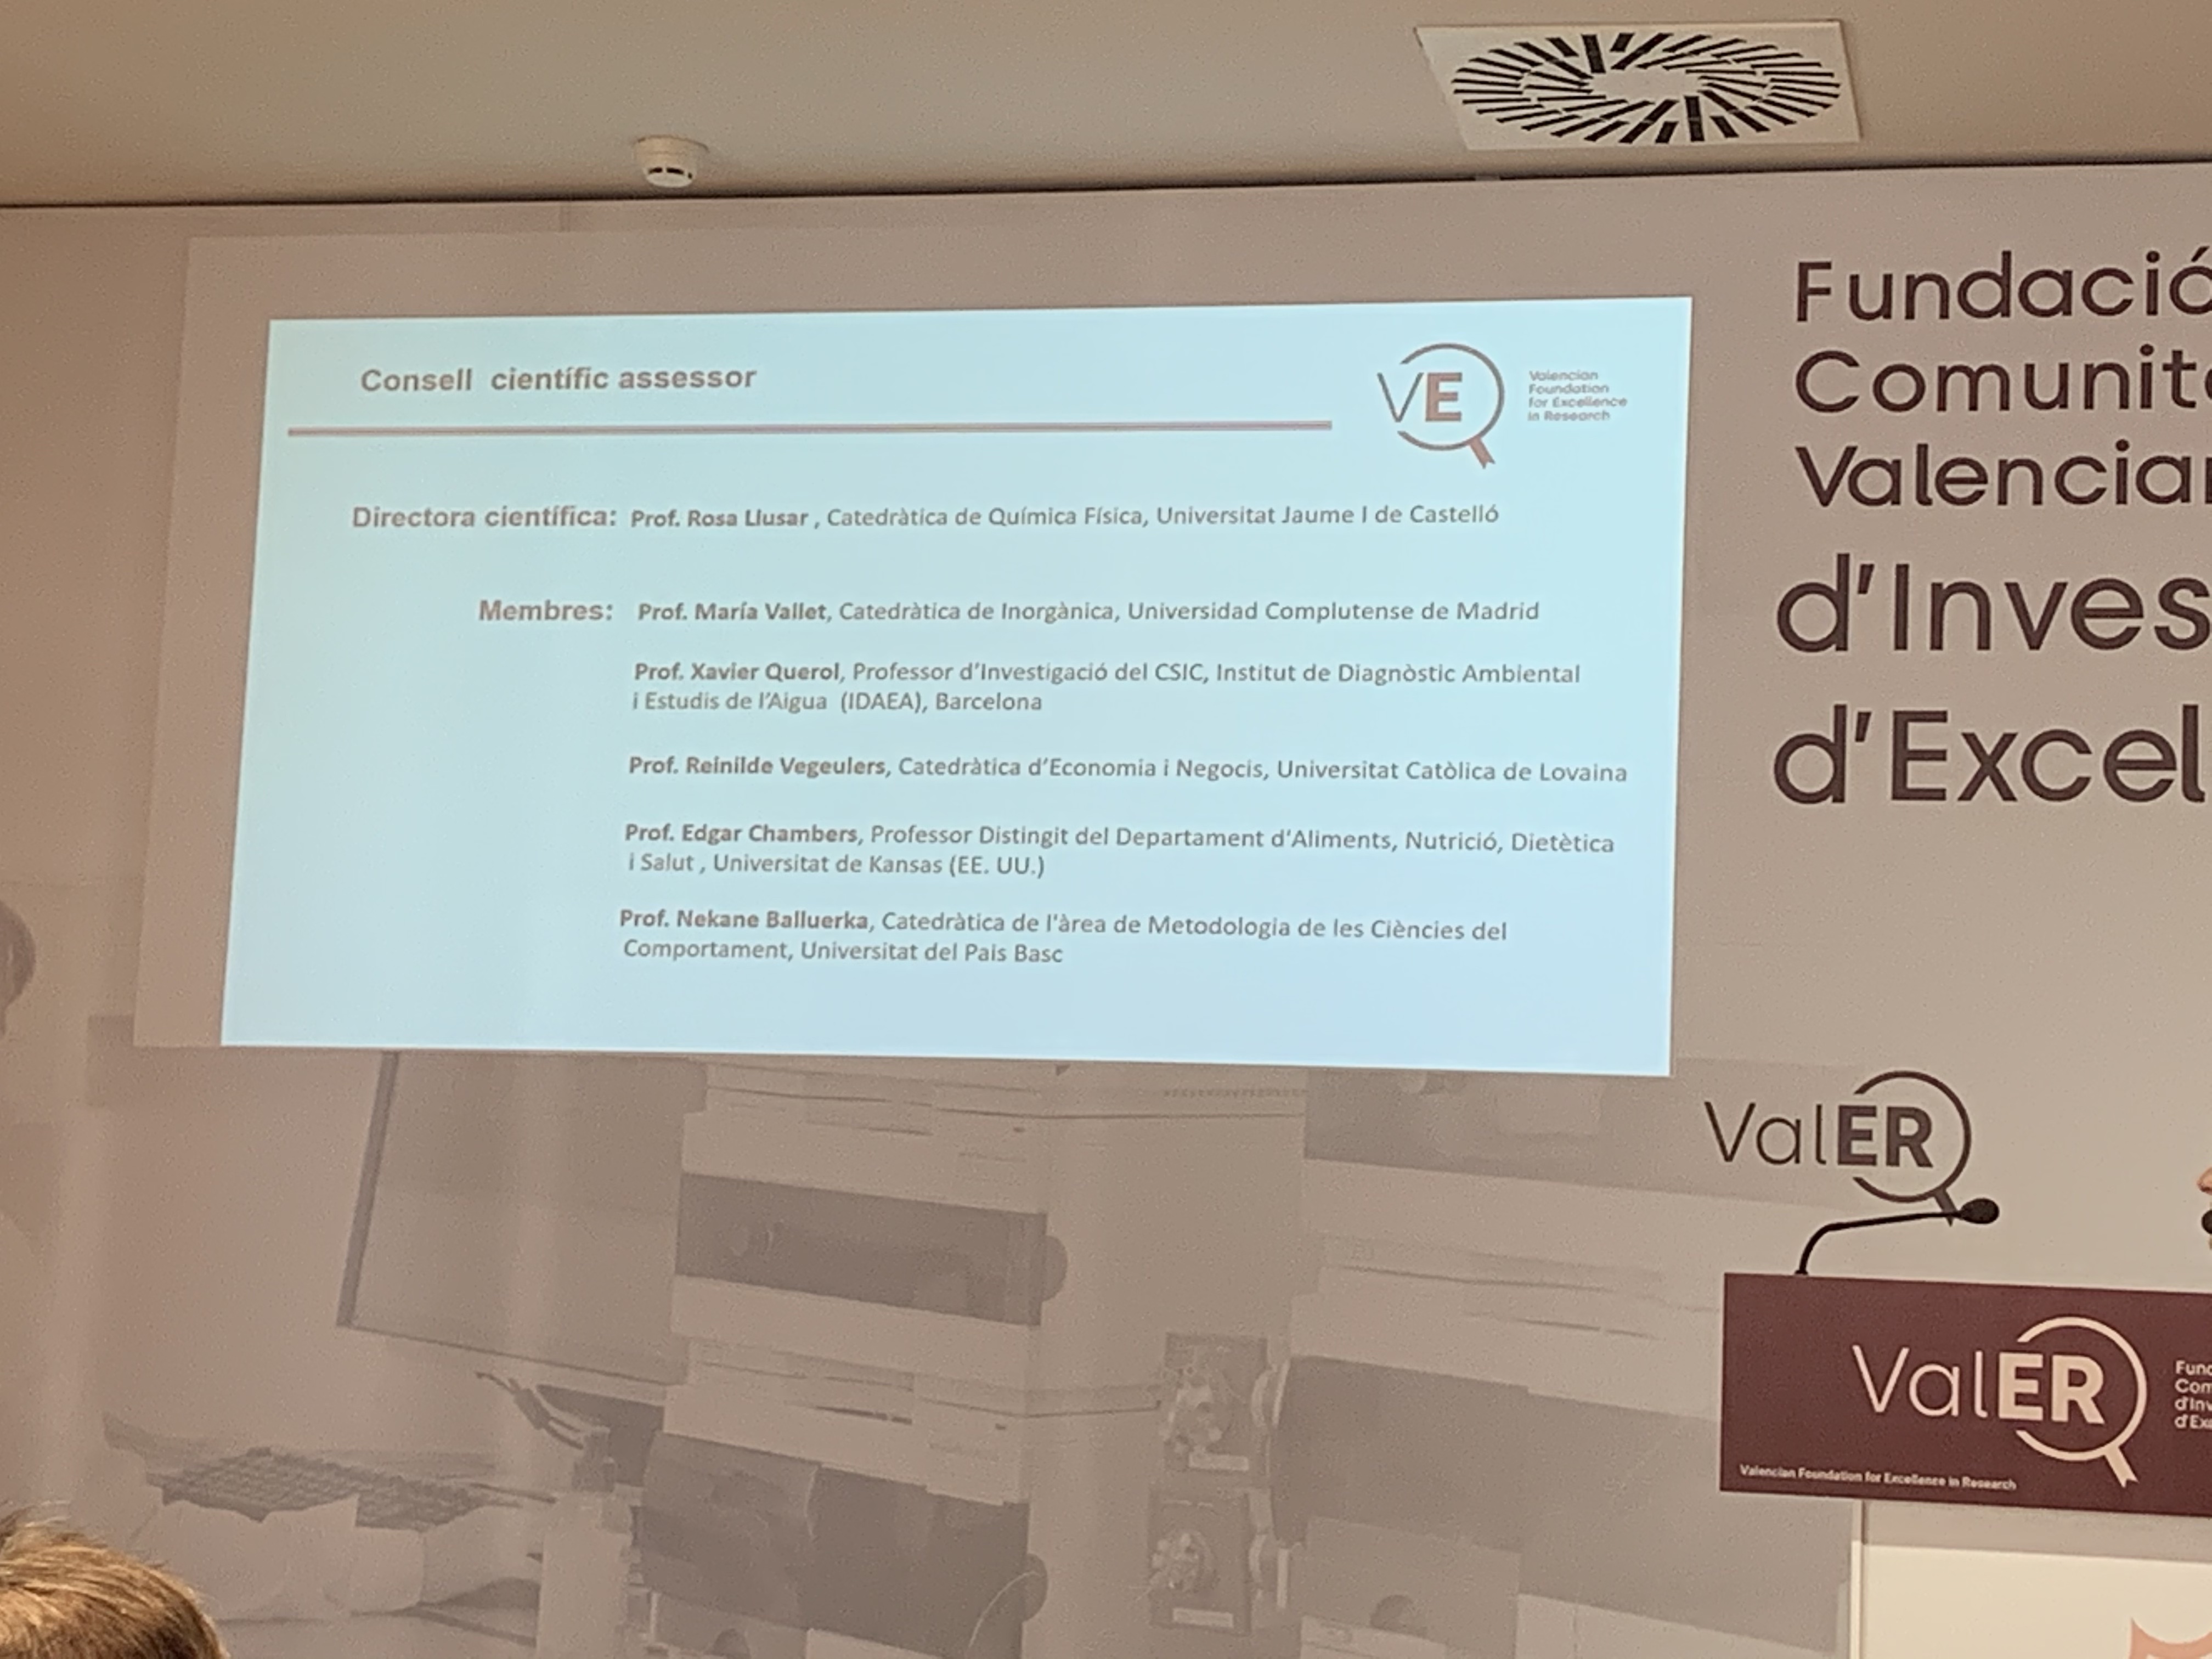 Consell científic assessor
VE
Valencian
Foundation
for Excellence
in Research
Directora científica: Prof. Rosa Llusar , Catedràtica de Química Física, Universitat Jaume I de Castelló
Membres: Prof. María Vallet, Catedràtica de Inorgànica, Universidad Complutense de Madrid
Prof. Xavier Querol, Professor d'Investigació del CSIC, Institut de Diagnòstic Ambiental
i Estudis de l'Aigua (IDAEA), Barcelona
Prof. Reinilde Vegeulers, Catedràtica d'Economia i Negocis, Universitat Catòlica de Lovaina
Prof. Edgar Chambers, Professor Distingit del Departament d'Aliments, Nutrició, Dietètica
i Salut , Universitat de Kansas (EE. UU.)
Prof. Nekane Balluerka, Catedràtica de l'àrea de Metodologia de les Ciències del
Comportament, Universitat del Pais Basc
Fundació
Comunit
Valencia
d'Inves
d'Excel
ValER
ValER
Fun
Com
d'Inv
d'Ex
Valencian Foundation for Excellence in Research